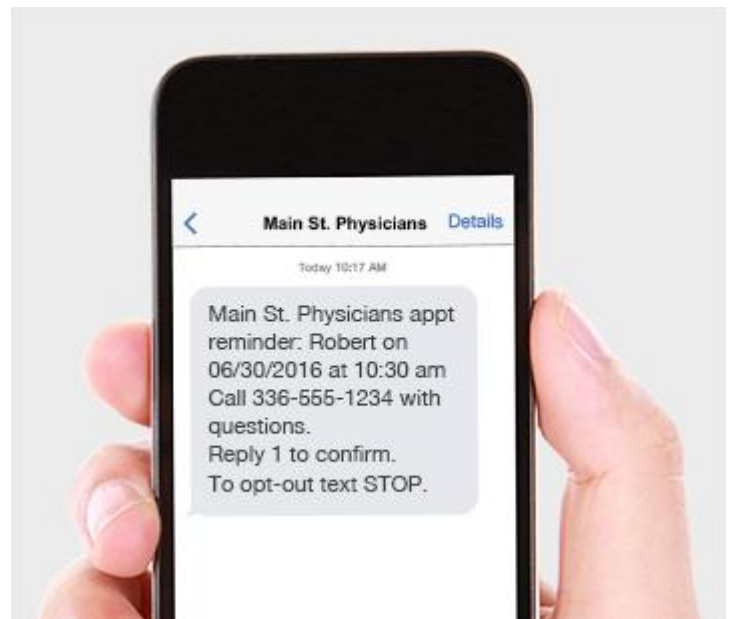 Main St. Physicians Details
Today 10:17 AM
Main St. Physicians appt
reminder: Robert on
06/30/2016 at 10:30 am
Call 336-555-1234 with
questions.
Reply 1 to confirm.
To opt-out text STOP.